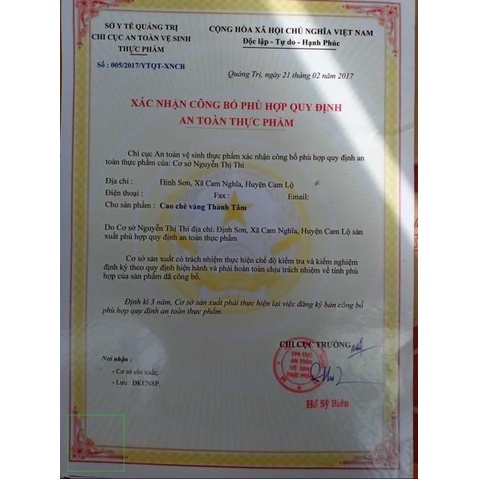 SỞ Y TẾ QUẢNG TRỊ
CHI CỤC AN TOÀN VỆ SINH
THỰC PHẨM
Số : 005/2017/YTQT-XNCB
CỘNG HÒA XÃ HỘI CHỦ NGHĨA VIỆT NAM
Độc lập - Tự do - Hạnh Phúc
Quảng Trị, ngày 21 tháng 02 năm 2017
XÁC NHẬN CÔNG BỐ PHÙ HỢP QUY ĐỊNH
AN TOÀN THỰC PHẨM
Chi cục An toàn vệ sinh thực phẩm xác nhận công bố phù hợp quy định an
toàn thực phẩm của: Cơ sở Nguyễn Thị Thi
Địa chỉ : Định Sơn, Xã Cam Nghĩa, Huyện Cam Lộ
Điện thoại : Fax : Email:
Cho sản phẩm : Cao chè vằng Thanh Tâm
Do Cơ sở Nguyễn Thị Thi địa chỉ: Định Sơn, Xã Cam Nghĩa, Huyện Cam Lộ sản
xuất phù hợp quy định an toàn thực phẩm
Cơ sở sản xuất có trách nhiệm thực hiện chế độ kiểm tra và kiểm nghiệm
định kỳ theo quy định hiện hành và phải hoàn toàn chịu trách nhiệm về tính
phù hợp của sản phẩm đã công bố.
Định kì 3 năm, Cơ sở sản xuất phải thực hiện lại việc đăng ký bản công bố
phù hợp quy định an toàn thực phẩm.
CHI CỤC TRƯỞNG
CHI CỤC
AN TOÀN
VỆ SINH
THỰC PHẨM
Nơi nhận :
- Cơ sở sản xuất;
- Lưu : ĐKCNSP.
Hồ Sỹ Biên